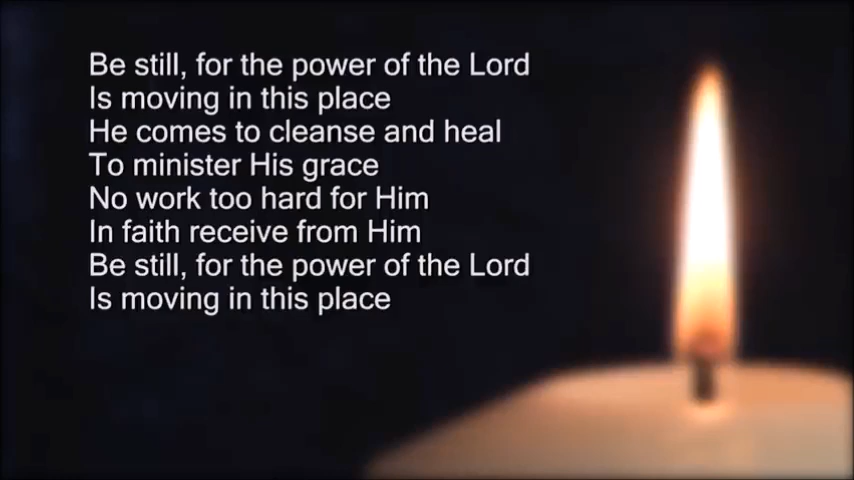 Be still, for the power of the Lord
Is moving in this place
He comes to cleanse and heal
To minister His grace
No work too hard for Him
In faith receive from Him
Be still, for the power of the Lord
Is moving in this place